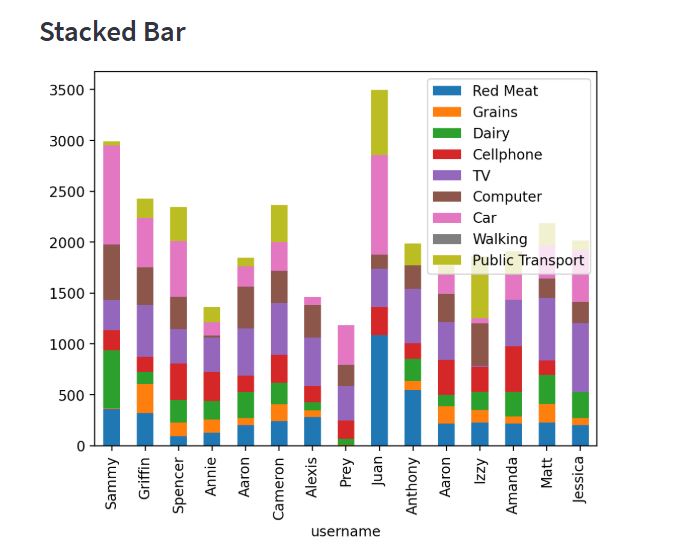 Stacked Bar
3500
3000
2500
2000
1500
1000
500
0
Red Meat
Grains
Dairy
Cellphone
TV
Computer
Car
Walking
Public Transport
Sammy
Griffin
Spencer
Annie
Aaron
Cameron
Alexis
Prey
Juan
Anthony
Aaron
Izzy
Amanda
Matt
Jessica
username